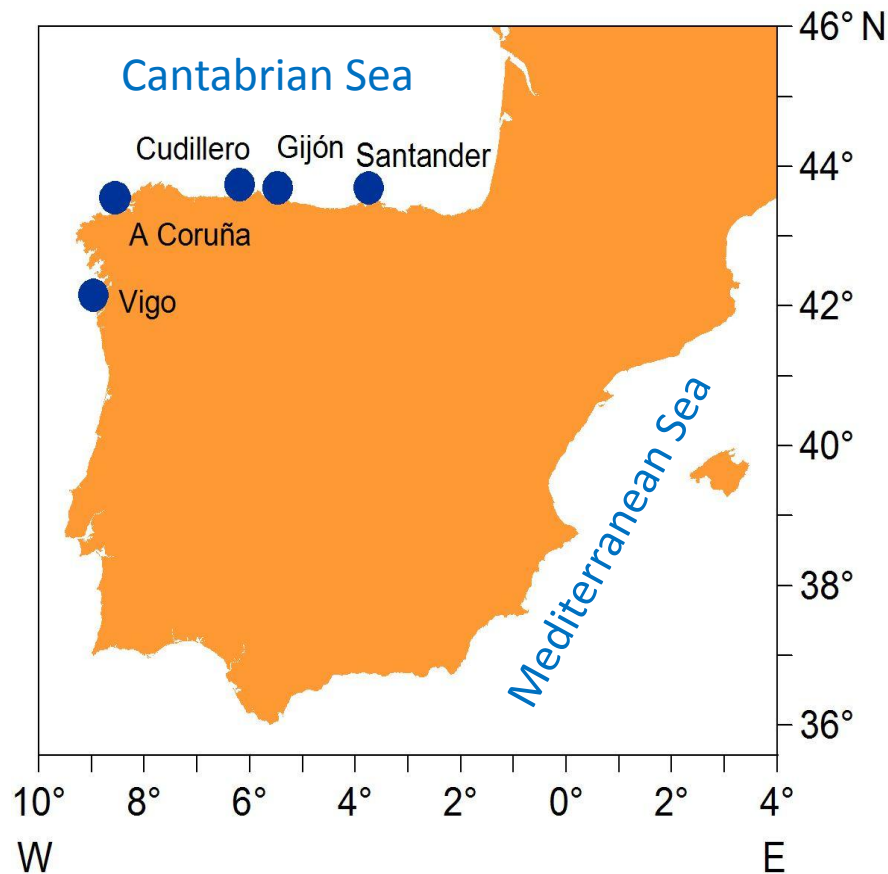 46° N
Cantabrian Sea
Cudillero
Gijón
Santander
44°
A Coruña
Vigo
42°
Mediterranean Sea
40°
38°
36°
10° 8° 6° 4° 2° 0° 2° 4°
W E